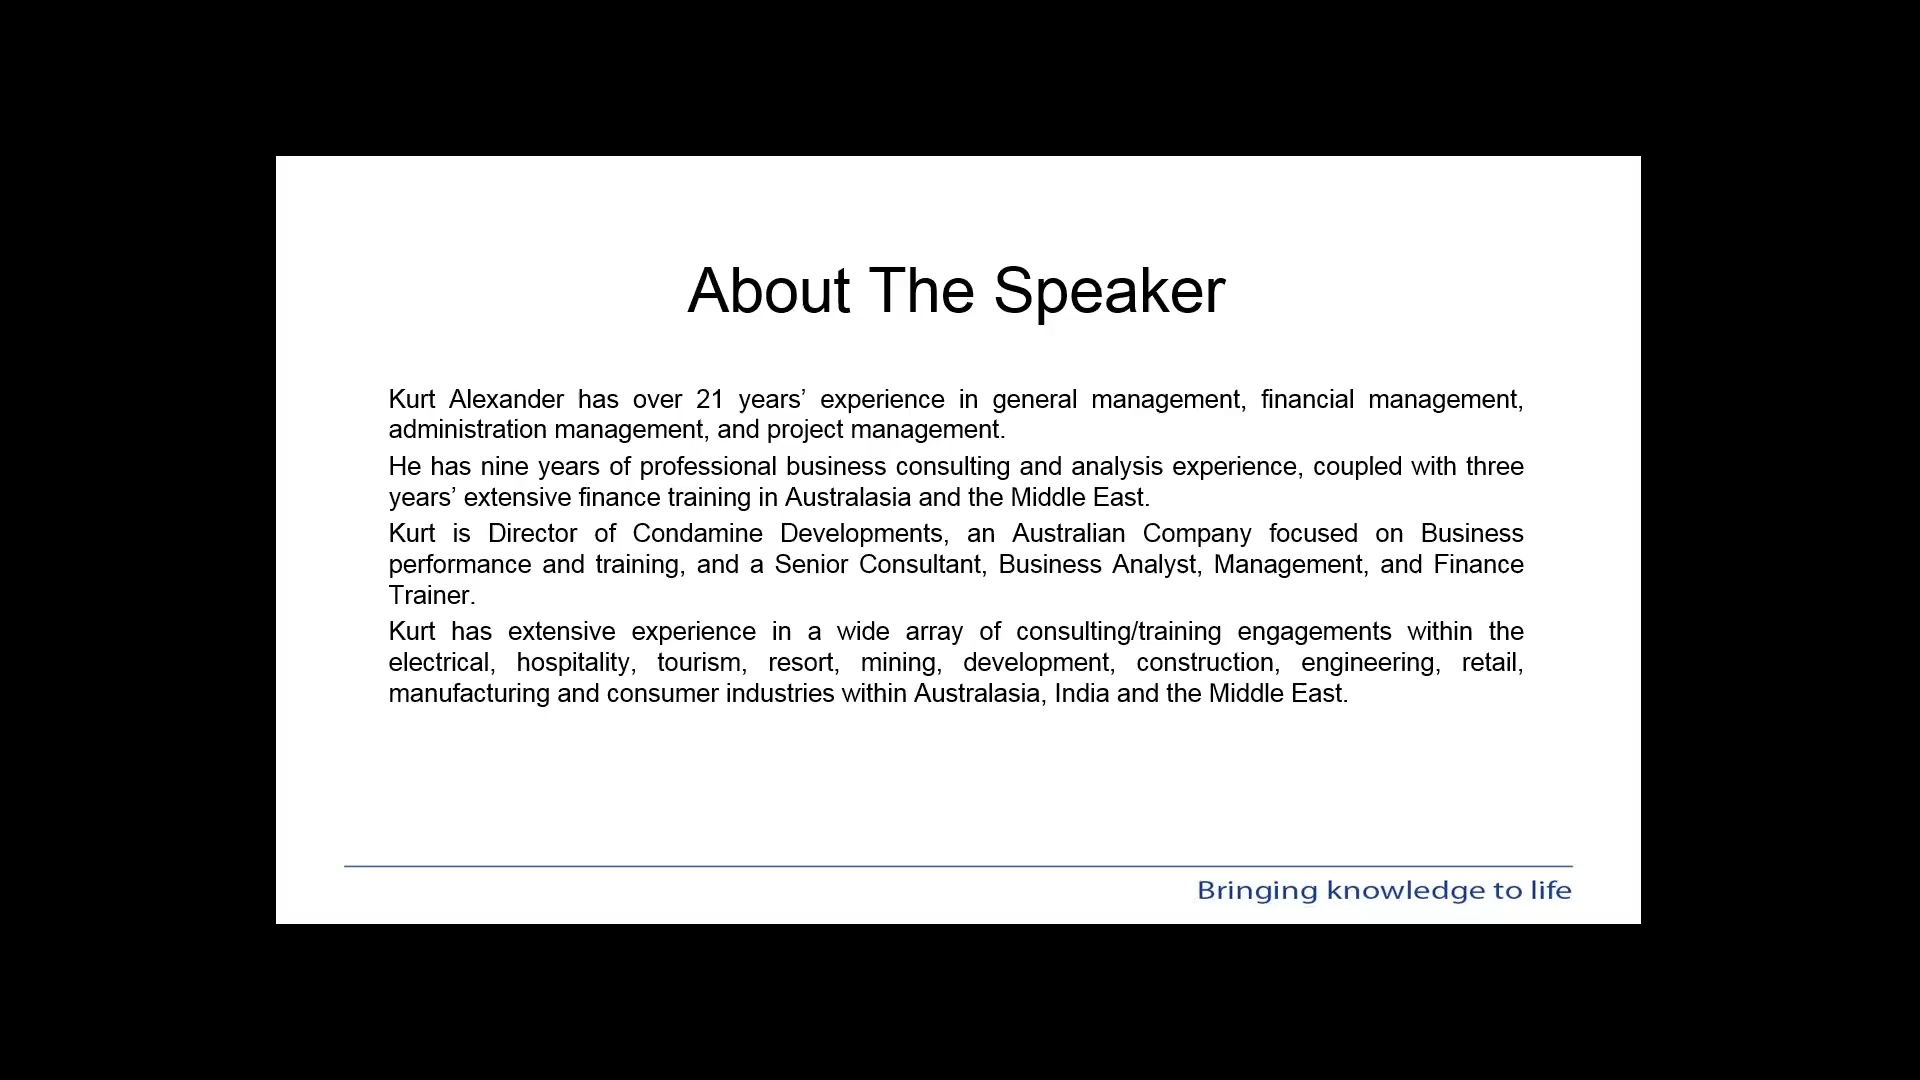 About The Speaker
Kurt Alexander has over 21 years’ experience in general management, financial management,
administration management, and project management.
He has nine years of professional business consulting and analysis experience, coupled with three
years’ extensive finance training in Australasia and the Middle East.
Kurt is Director of Condamine Developments, an Australian Company focused on Business
performance and training, and a Senior Consultant, Business Analyst, Management, and Finance
Trainer.
Kurt has extensive experience in a wide array of consulting/training engagements within the
electrical, hospitality, tourism, resort, mining, development, construction, engineering, retail,
manufacturing and consumer industries within Australasia, India and the Middle East.
Bringing knowledge to life